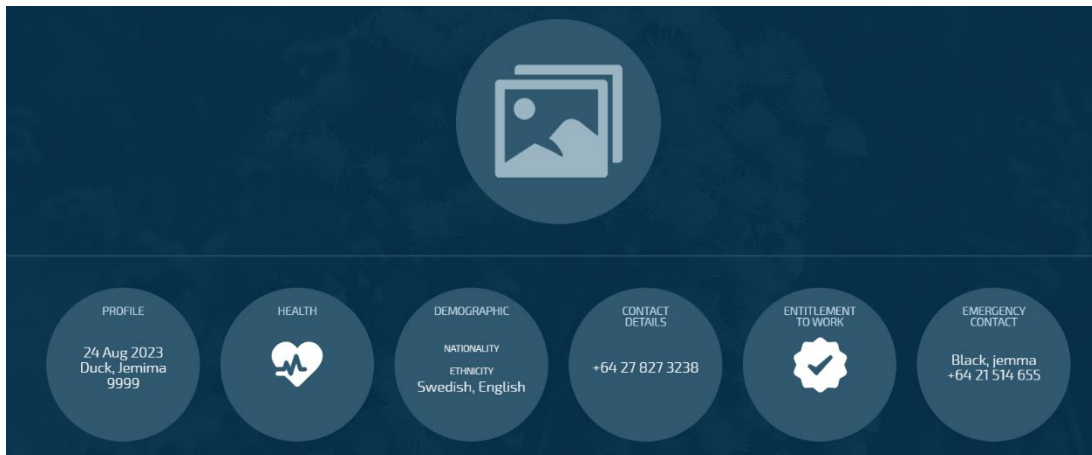 PROFILE
24 Aug 2023
Duck, Jemima
9999
HEALTH
DEMOGRAPHIC
NATIONALITY
ETHNICITY
Swedish, English
CONTACT
DETAILS
+64 27 827 3238
ENTITLEMENT
TO WORK
EMERGENCY
CONTACT
Black, jemma
+64 21 514 655